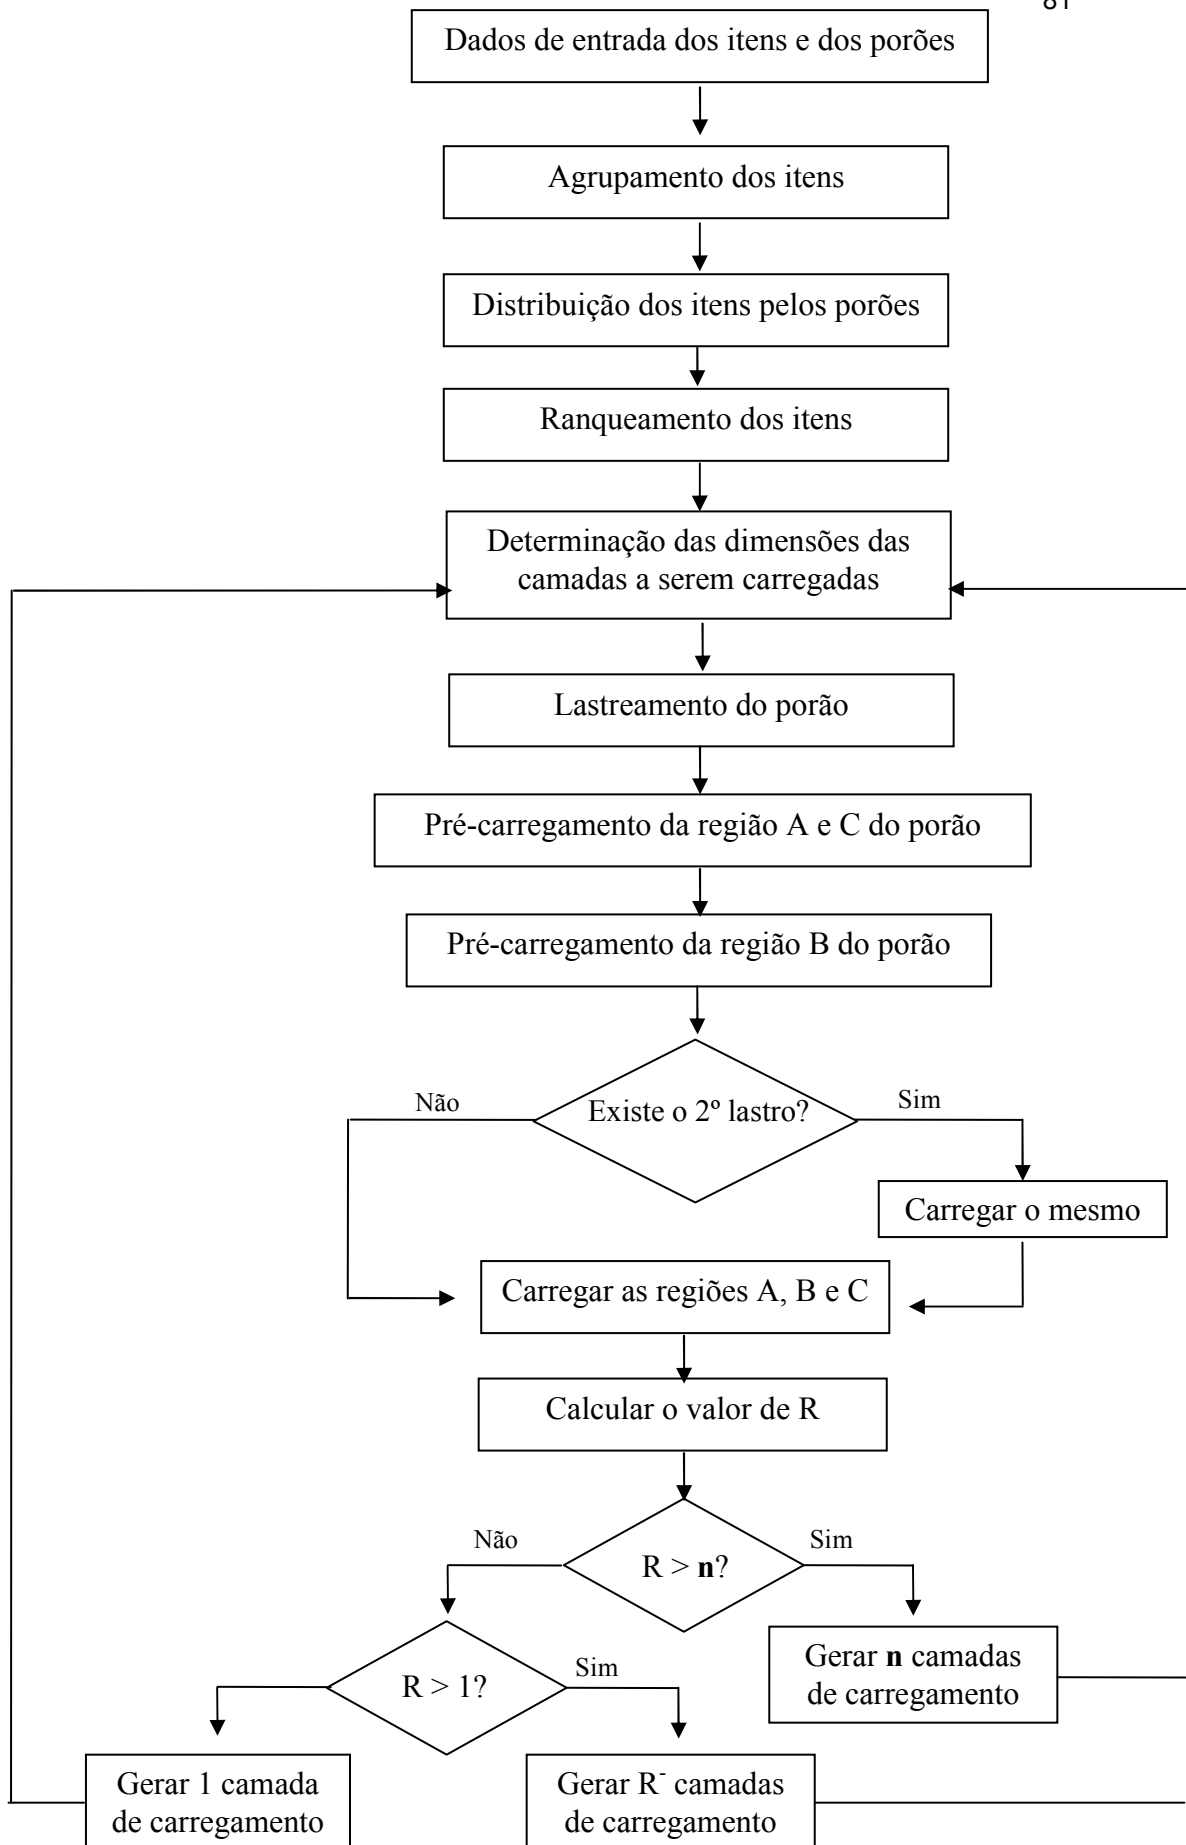 81
Dados de entrada dos itens e dos porões
Agrupamento dos itens
Distribuição dos itens pelos porões
Ranqueamento dos itens
Determinação das dimensões das
camadas a serem carregadas
Lastreamento do porão
Pré-carregamento da região A e C do porão
Pré-carregamento da região B do porão
Não
Existe o 2º lastro?
Sim
Carregar o mesmo
Carregar as regiões A, B e C
Calcular o valor de R
Não
R > n?
Sim
R > 1?
Sim
Gerar n camadas
de carregamento
Gerar 1 camada
de carregamento
Gerar R⁻ camadas
de carregamento